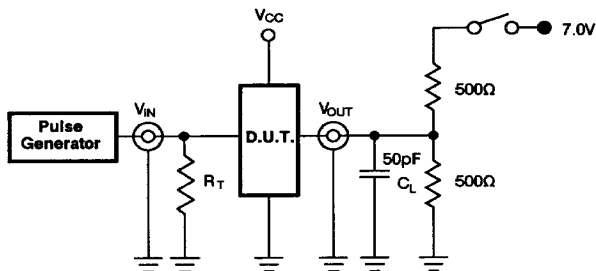 VCC
7.0V
500Ω
Pulse
Generator
VIN
D.U.T.
VOUT
RT
50pF
CL
500Ω